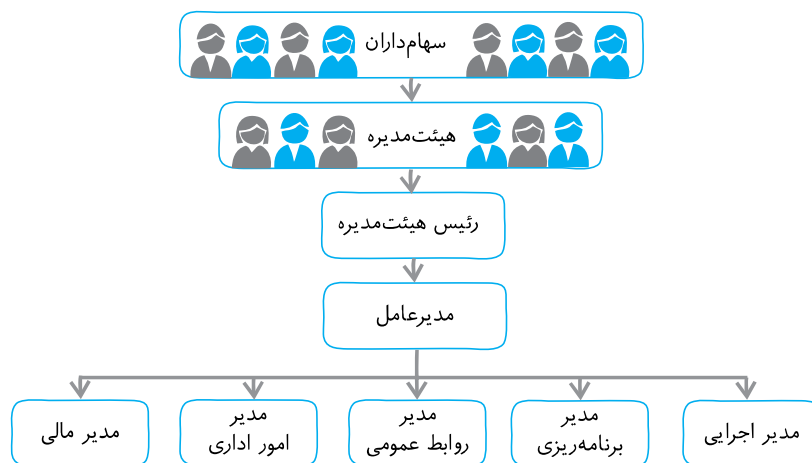 سهام‌داران
هیئت‌مدیره
رئیس هیئت‌مدیره
مدیرعامل
مدیر اجرایی
مدیر
برنامه‌ریزی
مدیر
روابط عمومی
مدیر
امور اداری
مدیر مالی